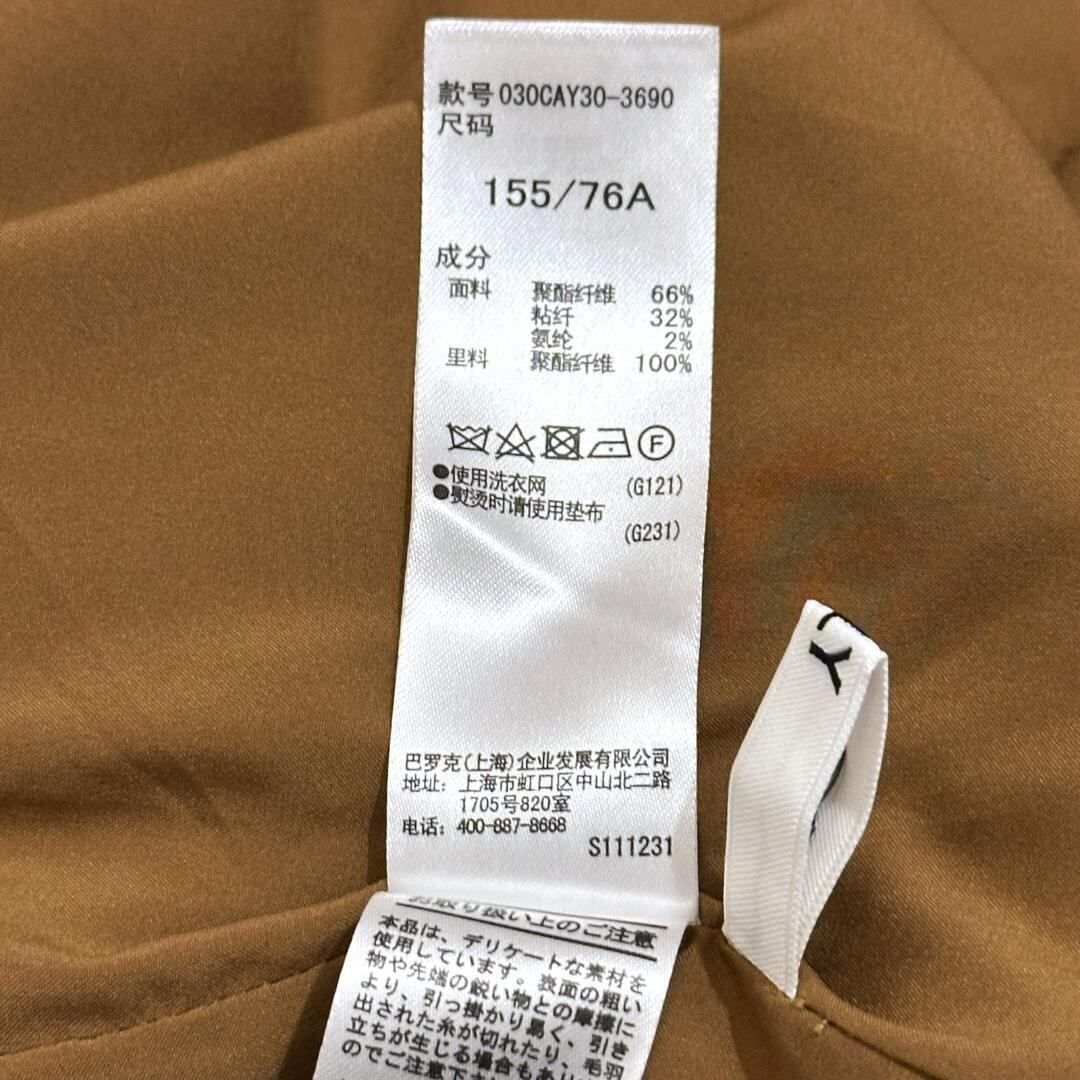 款号 030CAY30-3690
尺码
155/76A
成分
面料 聚酯纤维 66%
粘纤 32%
氨纶 2%
里料 聚酯纤维 100%
F
●使用洗衣网 (G121)
●熨烫时请使用垫布
(G231)
巴罗克(上海)企业发展有限公司
地址: 上海市虹口区中山北二路
1705号820室
电话: 400-887-8668
S111231
お取り扱い上のご注意
本品は、デリケートな素材を
使用しています。表面の粗い
物や先端の鋭い物との摩擦に
より、引っ掛かり易く、引き
出された糸が切れたり、毛羽
立ちが生じる場合もあり
のでご注意下さ
Y